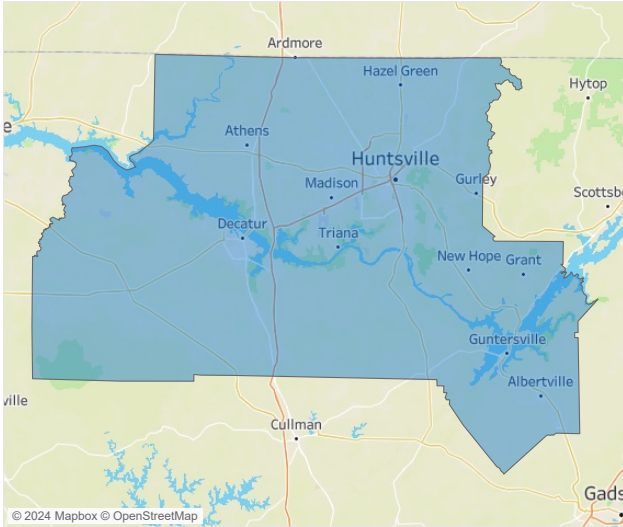 Ardmore
Hazel Green
Hytop
e
Athens
Huntsville
Madison
Gurley
Scottsb
Decatur
Triana
New Hope
Grant
Guntersville
Albertville
ville
Cullman
Gads
© 2024 Mapbox © OpenStreetMap